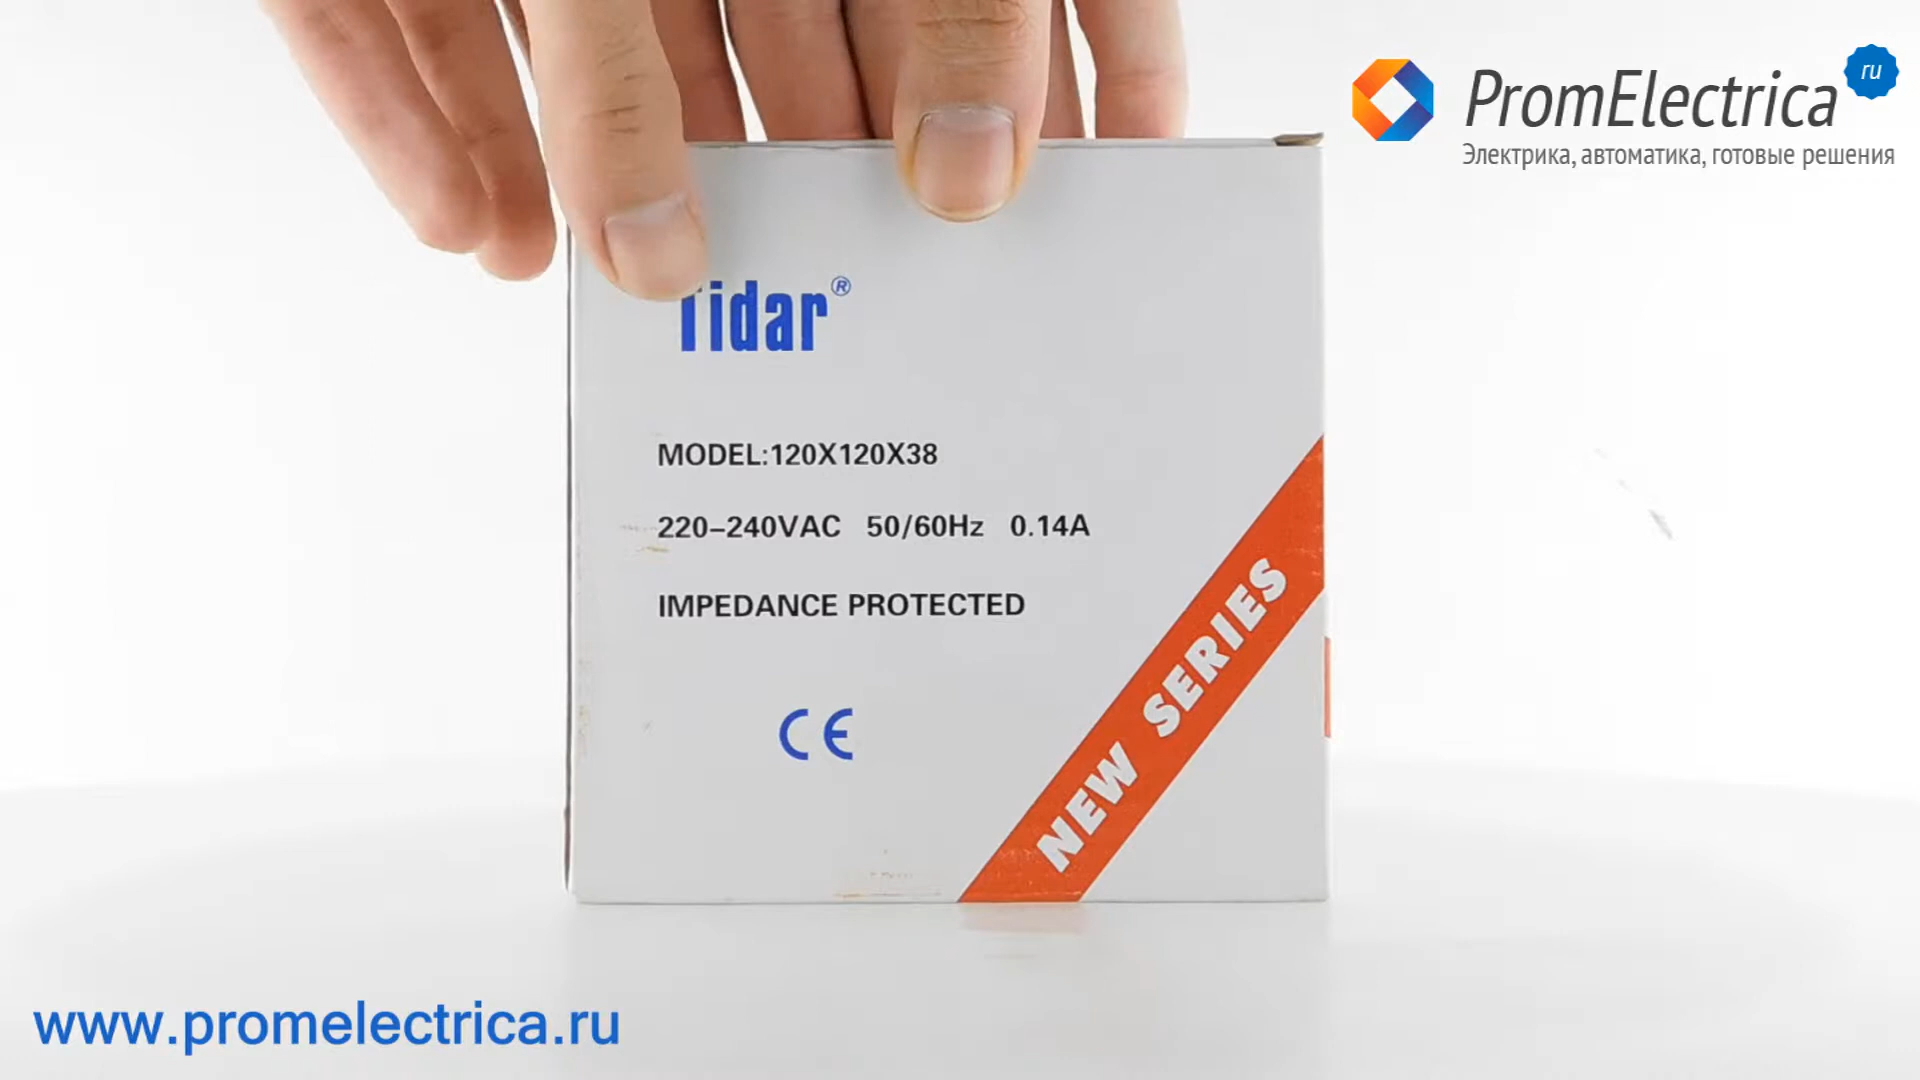 PromElectrica ru
Электрика, автоматика, готовые решения
Tidar®
MODEL:120X120X38
220–240VAC 50/60Hz 0.14A
IMPEDANCE PROTECTED
CE
NEW SERIES
www.promelectrica.ru